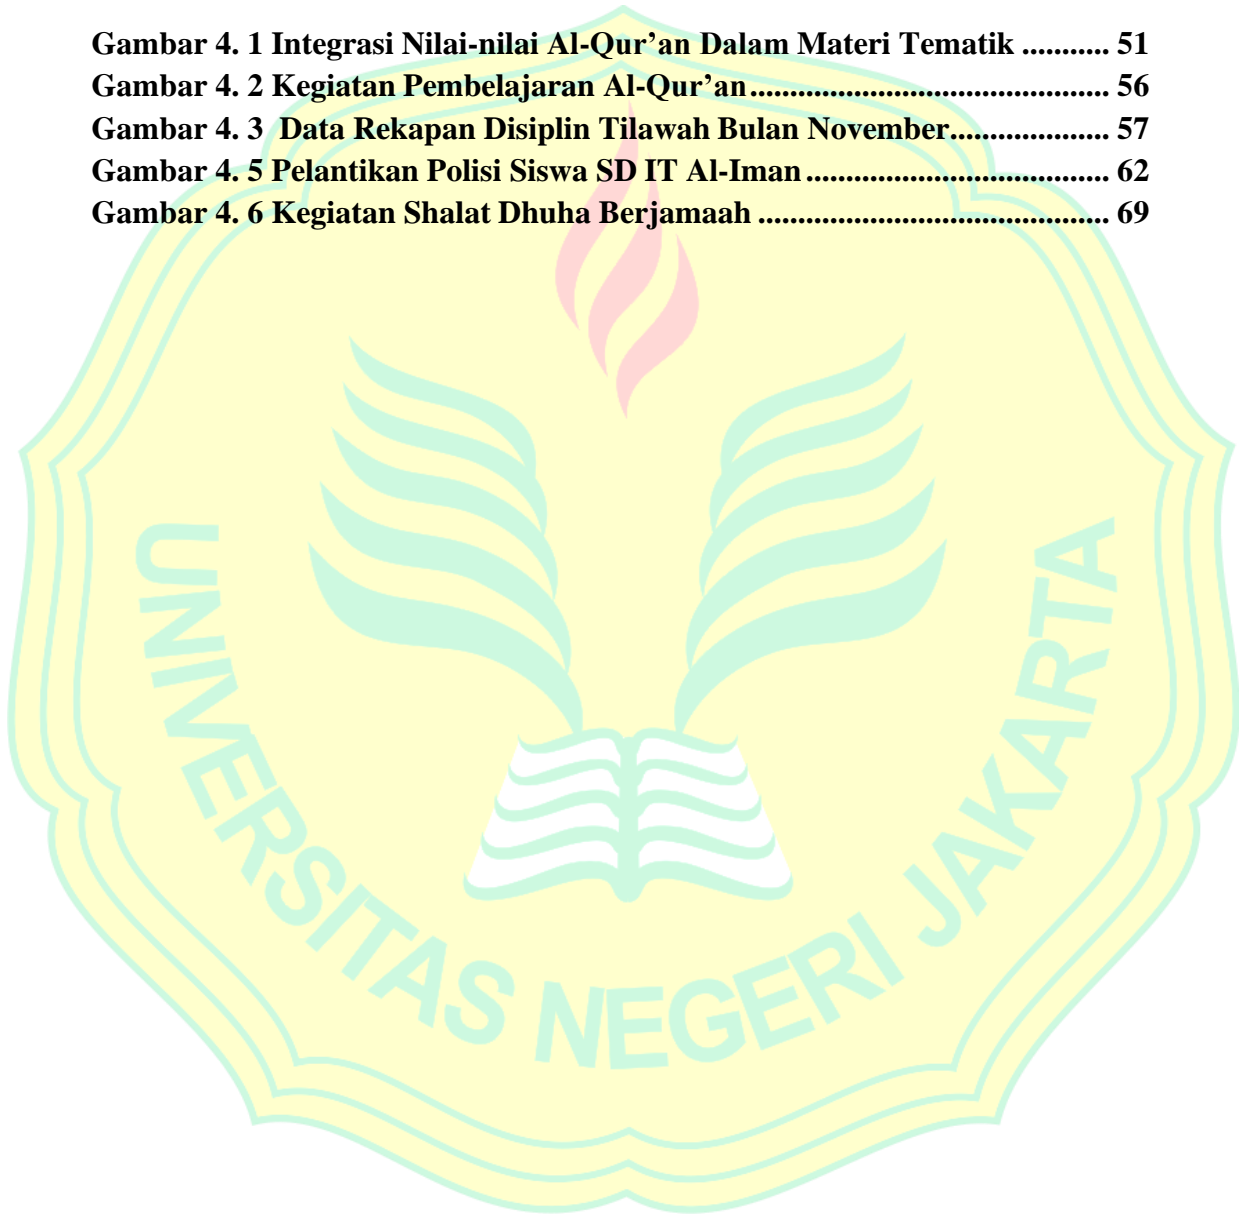 Gambar 4. 1 Integrasi Nilai-nilai Al-Qur’an Dalam Materi Tematik ........... 51
Gambar 4. 2 Kegiatan Pembelajaran Al-Qur’an............................................. 56
Gambar 4. 3  Data Rekapan Disiplin Tilawah Bulan November.................... 57
Gambar 4. 5 Pelantikan Polisi Siswa SD IT Al-Iman ...................................... 62
Gambar 4. 6 Kegiatan Shalat Dhuha Berjamaah ............................................ 69
UNIVERSITAS NEGERI JAKARTA